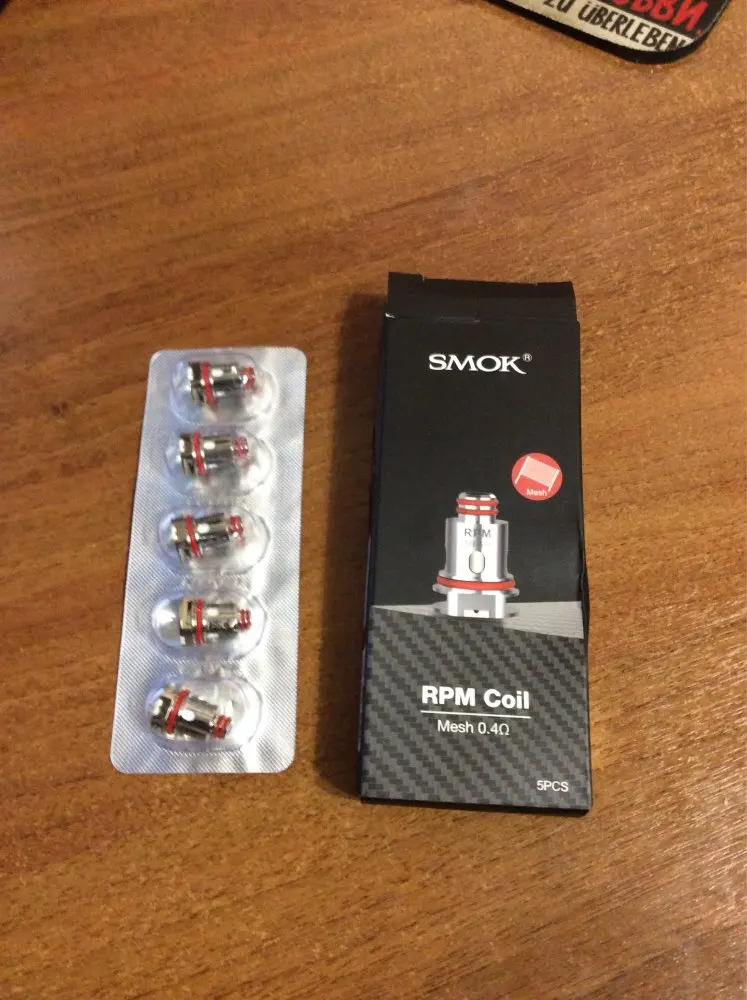 ZU ÜBERLEBEN
SMOK®
Mesh
RPM
RPM Coil
Mesh 0.4Ω
5PCS